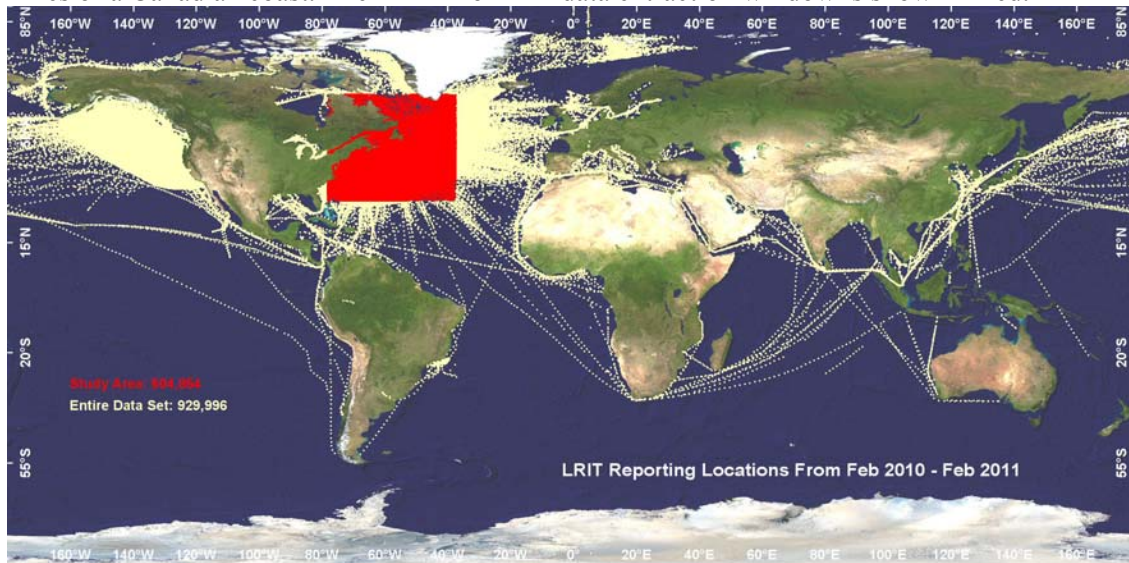 160°W 140°W 120°W 100°W 80°W 60°W 40°W 20°W 0° 20°E 40°E 60°E 80°E 100°E 120°E 140°E 160°E
85°N 85°N
15°N 15°N
20°S 20°S
Study Area:
Entire Data Set: 929,996
55°S 55°S
LRIT Reporting Locations From Feb 2010 - Feb 2011
160°W 140°W 120°W 100°W 80°W 60°W 40°W 20°W 0° 20°E 40°E 60°E 80°E 100°E 120°E 140°E 160°E